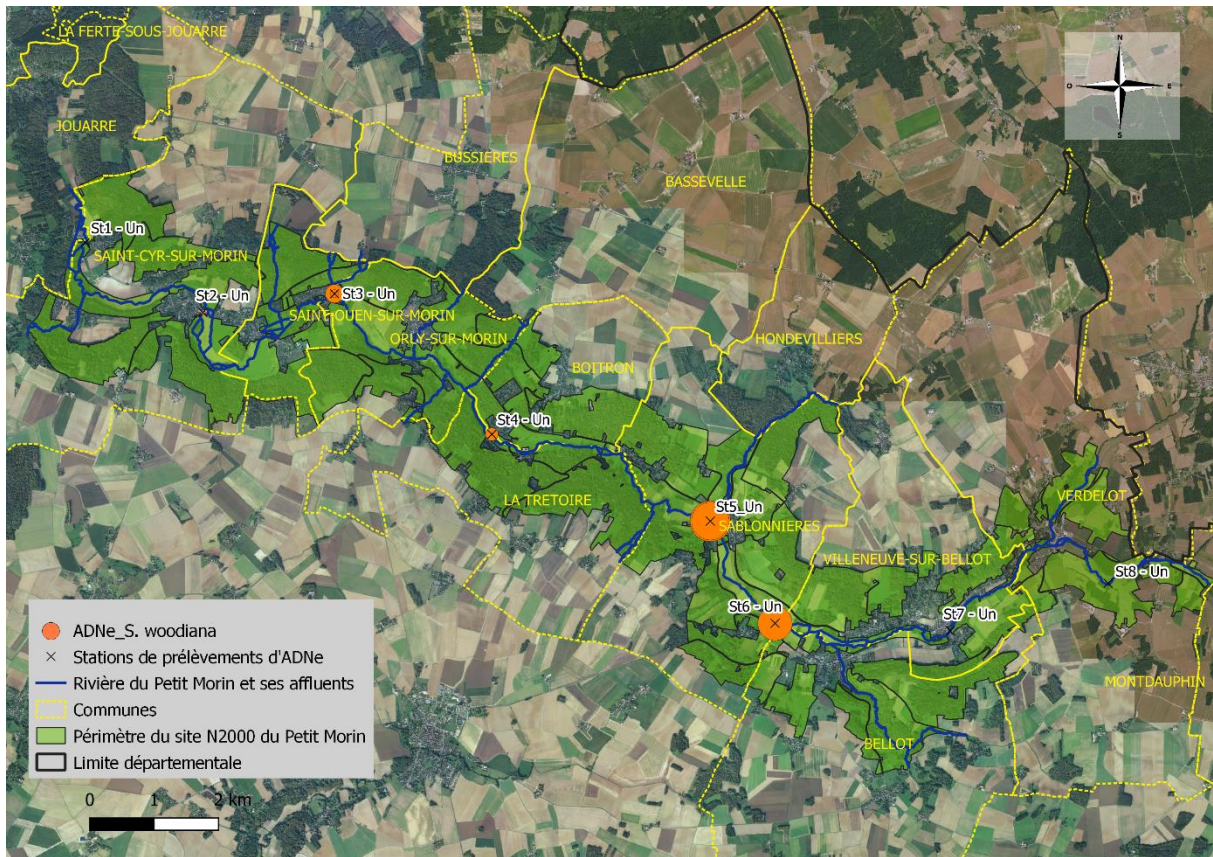 LA FERTE-SOUS-JOUARRE
N
O
E
S
JOUARRE
BUSSIÈRES
BASSEVELLE
St1 - Un
SAINT-CYR-SUR-MORIN
St2 - Un
St3 - Un
SAINT-OUEN-SUR-MORIN
ORLY-SUR-MORIN
HONDEVILLIERS
BOITRON
St4 - Un
LA TRETOIRE
St5_Un
SABLONNIERES
VERDELOT
VILLENEUVE-SUR-BELLOT
St8 - Un
St6 - Un
St7 - Un
MONTDAUPHIN
BELLOT
ADNe_S. woodiana
Stations de prélèvements d'ADNe
Rivière du Petit Morin et ses affluents
Communes
Périmètre du site N2000 du Petit Morin
Limite départementale
0 1 2 km